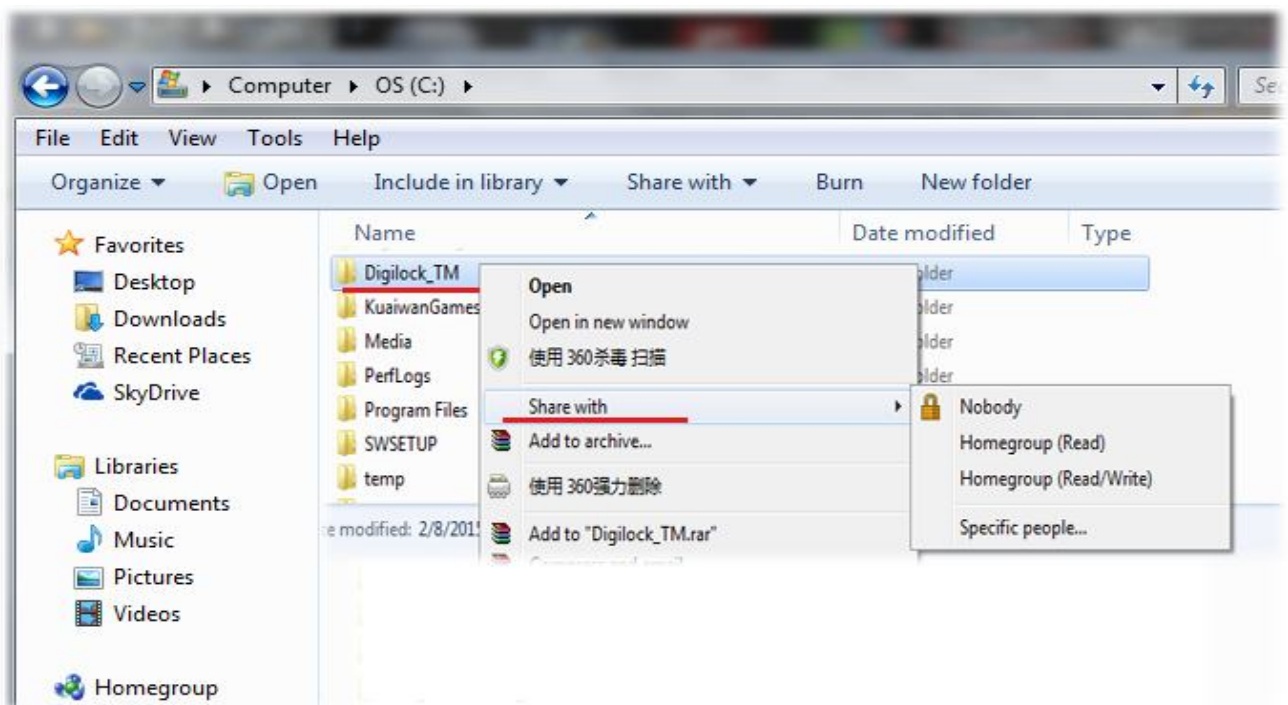 Computer ▸ OS (C:) ▸
File Edit View Tools Help
Organize Open Include in library Share with Burn New folder
Favorites
Desktop
Downloads
Recent Places
SkyDrive
Libraries
Documents
Music
Pictures
Videos
Homegroup
Name Date modified Type
Digilock_TM
KuaiwanGames
Media
PerfLogs
Program Files
SWSETUP
temp
modified: 2/8/201
Open
Open in new window
使用 360杀毒 扫描
Share with
Add to archive...
使用 360强力删除
Add to "Digilock_TM.rar"
Nobody
Homegroup (Read)
Homegroup (Read/Write)
Specific people...